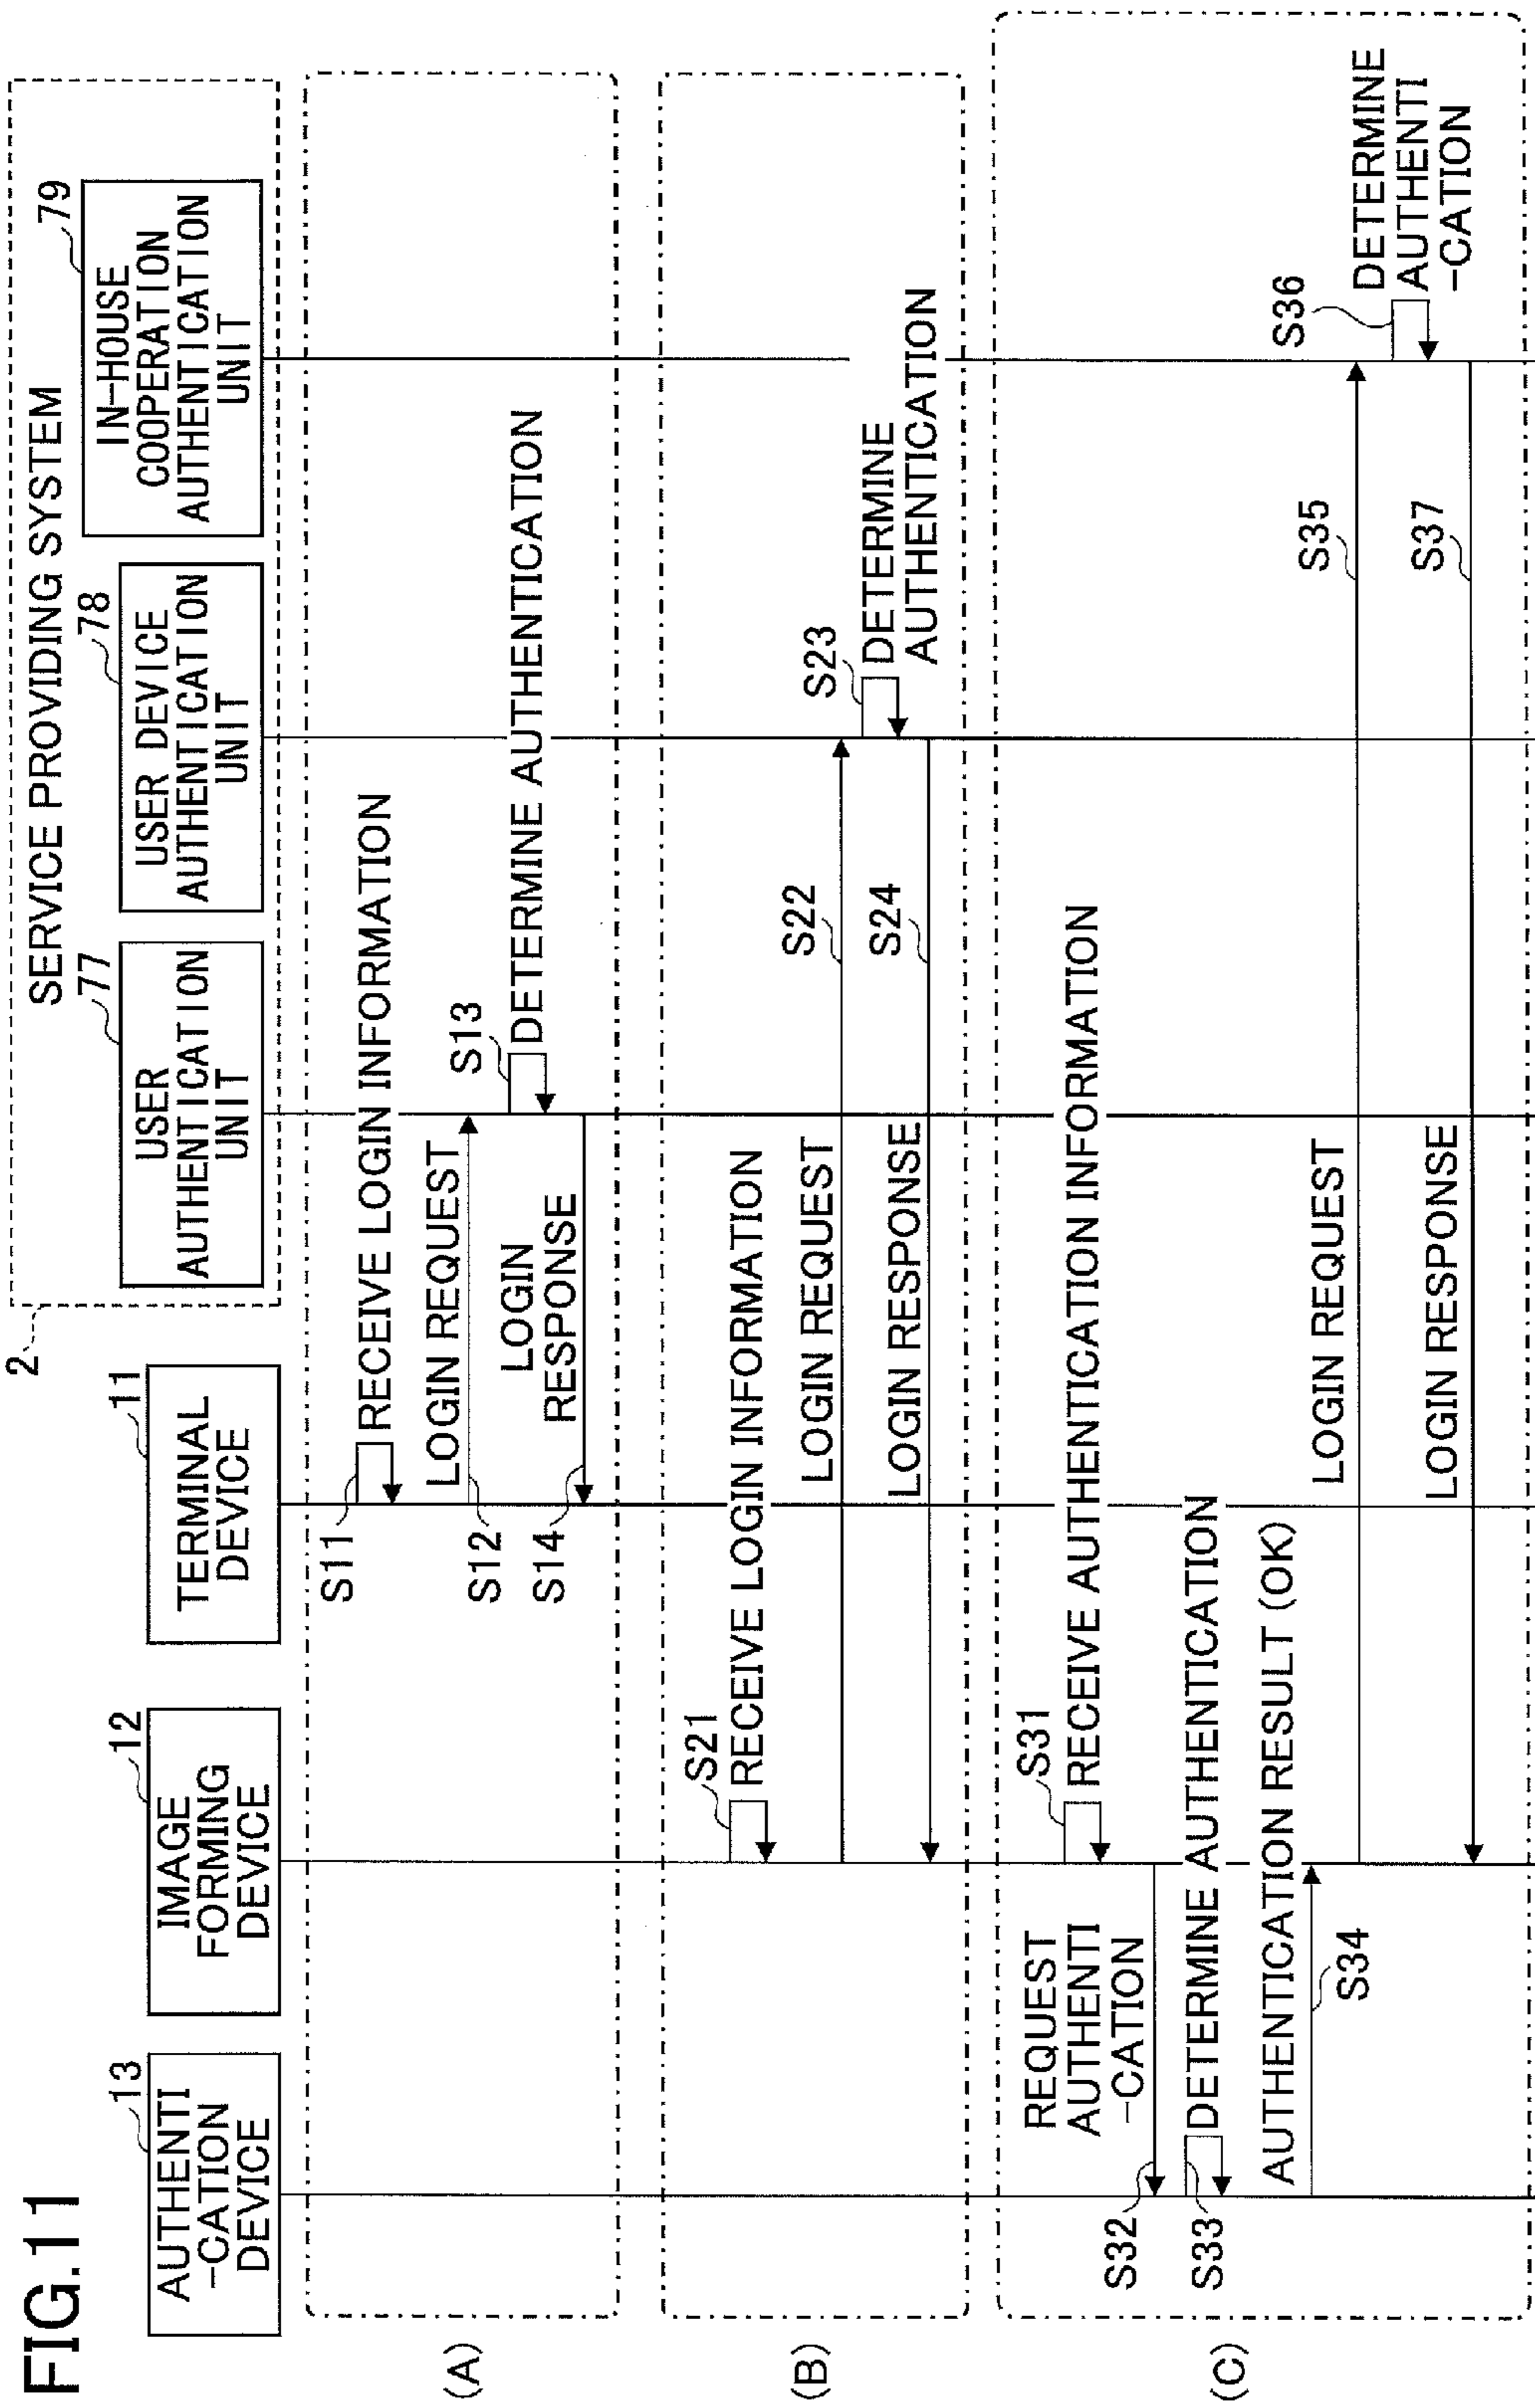 FIG.11
SERVICE PROVIDING SYSTEM
2
13
AUTHENTI
-CATION
DEVICE
12
IMAGE
FORMING
DEVICE
11
TERMINAL
DEVICE
77
USER
AUTHENTICATION
UNIT
78
USER DEVICE
AUTHENTICATION
UNIT
79
IN-HOUSE
COOPERATION
AUTHENTICATION
UNIT
(A)
S11
RECEIVE LOGIN INFORMATION
LOGIN REQUEST
S12
S13
DETERMINE AUTHENTICATION
LOGIN
RESPONSE
S14
(B)
S21
RECEIVE LOGIN INFORMATION
LOGIN REQUEST
S22
S23
DETERMINE
AUTHENTICATION
LOGIN RESPONSE
S24
(C)
S31
RECEIVE AUTHENTICATION INFORMATION
REQUEST
AUTHENTI
-CATION
S32
S33
DETERMINE AUTHENTICATION
AUTHENTICATION RESULT (OK)
S34
LOGIN REQUEST
S35
S36
DETERMINE
AUTHENTI
-CATION
LOGIN RESPONSE
S37